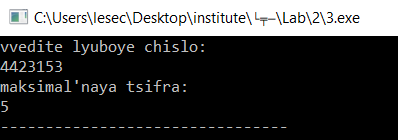 C:\Users\lesec\Desktop\institute\└╤─\Lab\2\3.exe
vvedite lyuboye chislo:
4423153
maksimal'naya tsifra:
5
--------------------------------